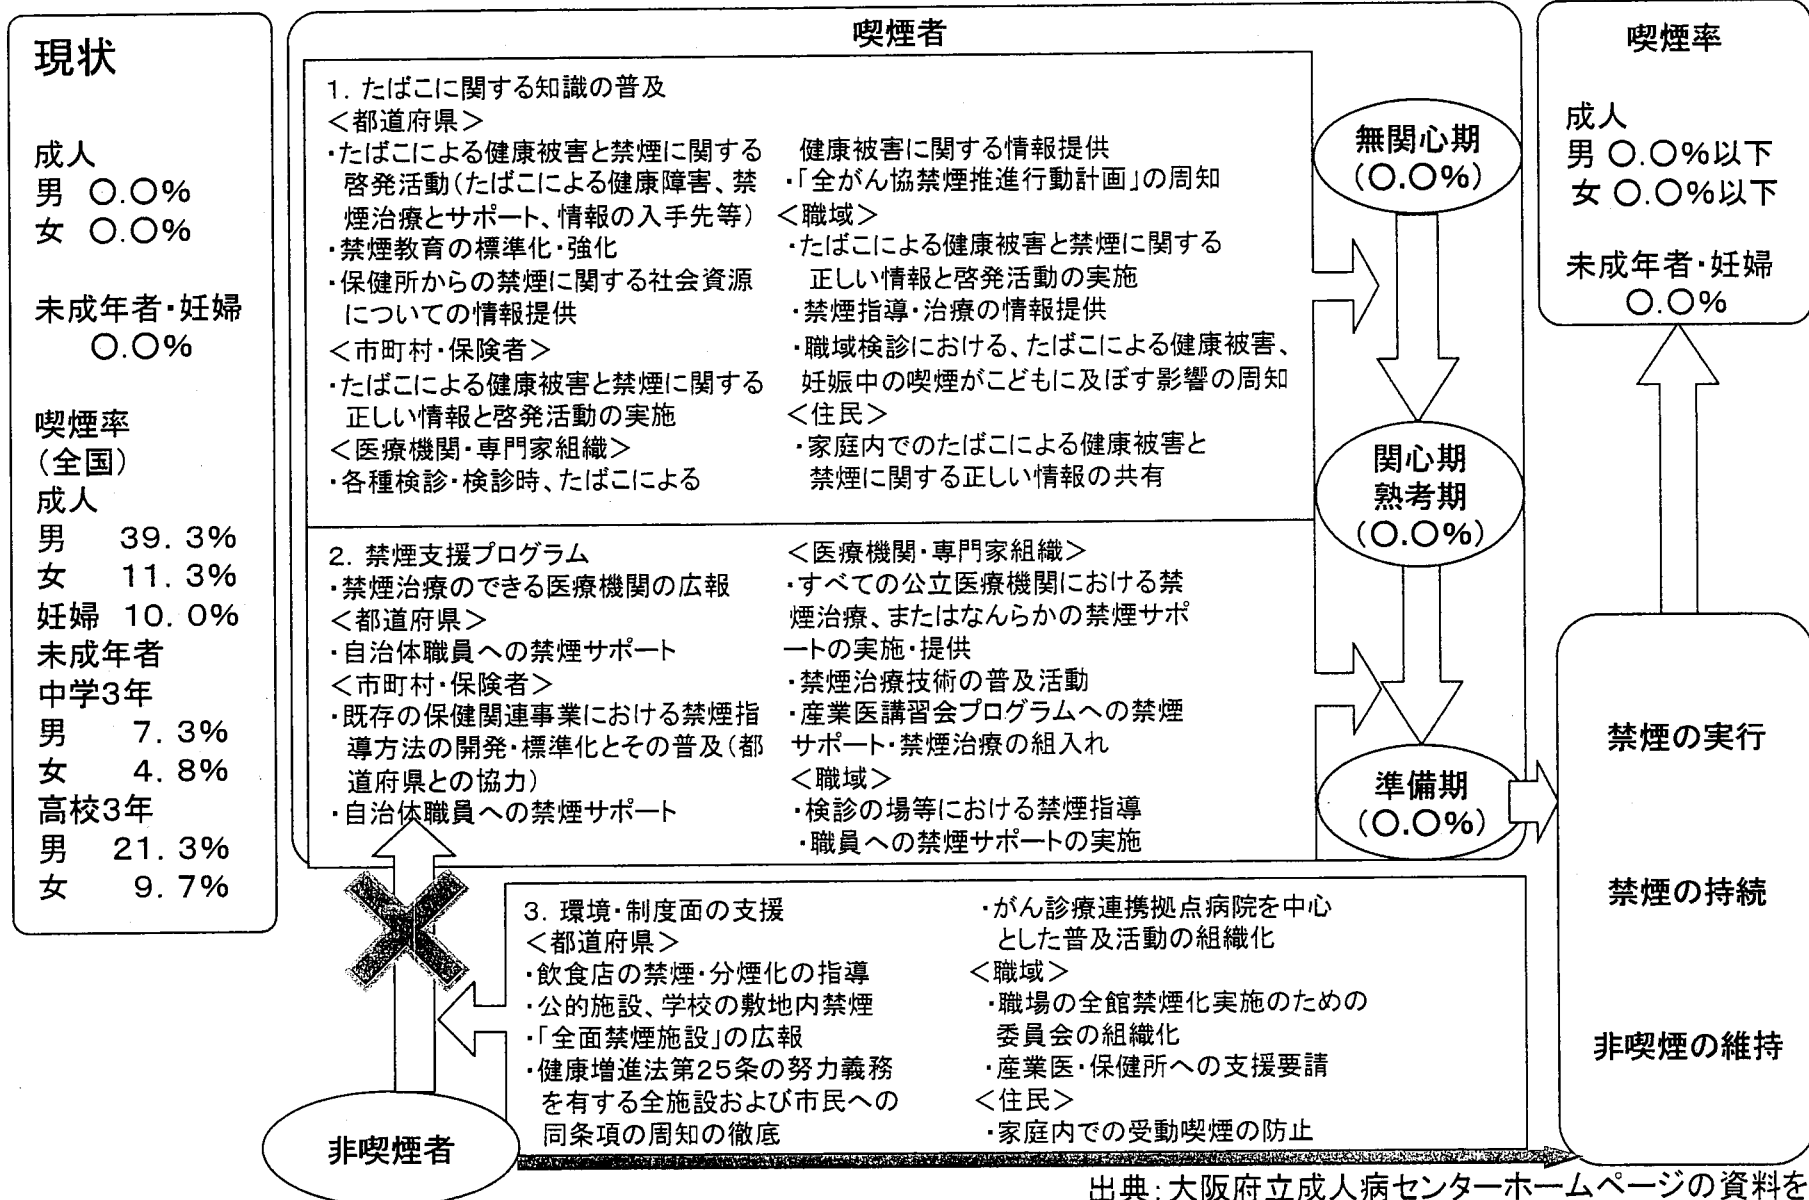 現状
成人
男 ○.○%
女 ○.○%
未成年者・妊婦
○.○%
喫煙率
(全国)
成人
男 39.3%
女 11.3%
妊婦 10.0%
未成年者
中学3年
男 7.3%
女 4.8%
高校3年
男 21.3%
女 9.7%
喫煙者
1. たばこに関する知識の普及
<都道府県>
・たばこによる健康被害と禁煙に関する
啓発活動(たばこによる健康障害、禁
煙治療とサポート、情報の入手先等)
・禁煙教育の標準化・強化
・保健所からの禁煙に関する社会資源
についての情報提供
<市町村・保険者>
・たばこによる健康被害と禁煙に関する
正しい情報と啓発活動の実施
<医療機関・専門家組織>
・各種検診・検診時、たばこによる
健康被害に関する情報提供
・「全がん協禁煙推進行動計画」の周知
<職域>
・たばこによる健康被害と禁煙に関する
正しい情報と啓発活動の実施
・禁煙指導・治療の情報提供
・職域検診における、たばこによる健康被害、
妊娠中の喫煙がこどもに及ぼす影響の周知
<住民>
・家庭内でのたばこによる健康被害と
禁煙に関する正しい情報の共有
2. 禁煙支援プログラム
・禁煙治療のできる医療機関の広報
<都道府県>
・自治体職員への禁煙サポート
<市町村・保険者>
・既存の保健関連事業における禁煙指
導方法の開発・標準化とその普及(都
道府県との協力)
・自治体職員への禁煙サポート
<医療機関・専門家組織>
・すべての公立医療機関における禁
煙治療、またはなんらかの禁煙サポ
ートの実施・提供
・禁煙治療技術の普及活動
・産業医講習会プログラムへの禁煙
サポート・禁煙治療の組入れ
<職域>
・検診の場等における禁煙指導
・職員への禁煙サポートの実施
無関心期
(○.○%)
関心期
熟考期
(○.○%)
準備期
(○.○%)
3. 環境・制度面の支援
<都道府県>
・飲食店の禁煙・分煙化の指導
・公的施設、学校の敷地内禁煙
・「全面禁煙施設」の広報
・健康増進法第25条の努力義務
を有する全施設および市民への
同条項の周知の徹底
・がん診療連携拠点病院を中心
とした普及活動の組織化
<職域>
・職場の全館禁煙化実施のための
委員会の組織化
・産業医・保健所への支援要請
<住民>
・家庭内での受動喫煙の防止
非喫煙者
喫煙率
成人
男 ○.○%以下
女 ○.○%以下
未成年者・妊婦
○.○%
禁煙の実行
禁煙の持続
非喫煙の維持
出典:大阪府立成人病センターホームページの資料を